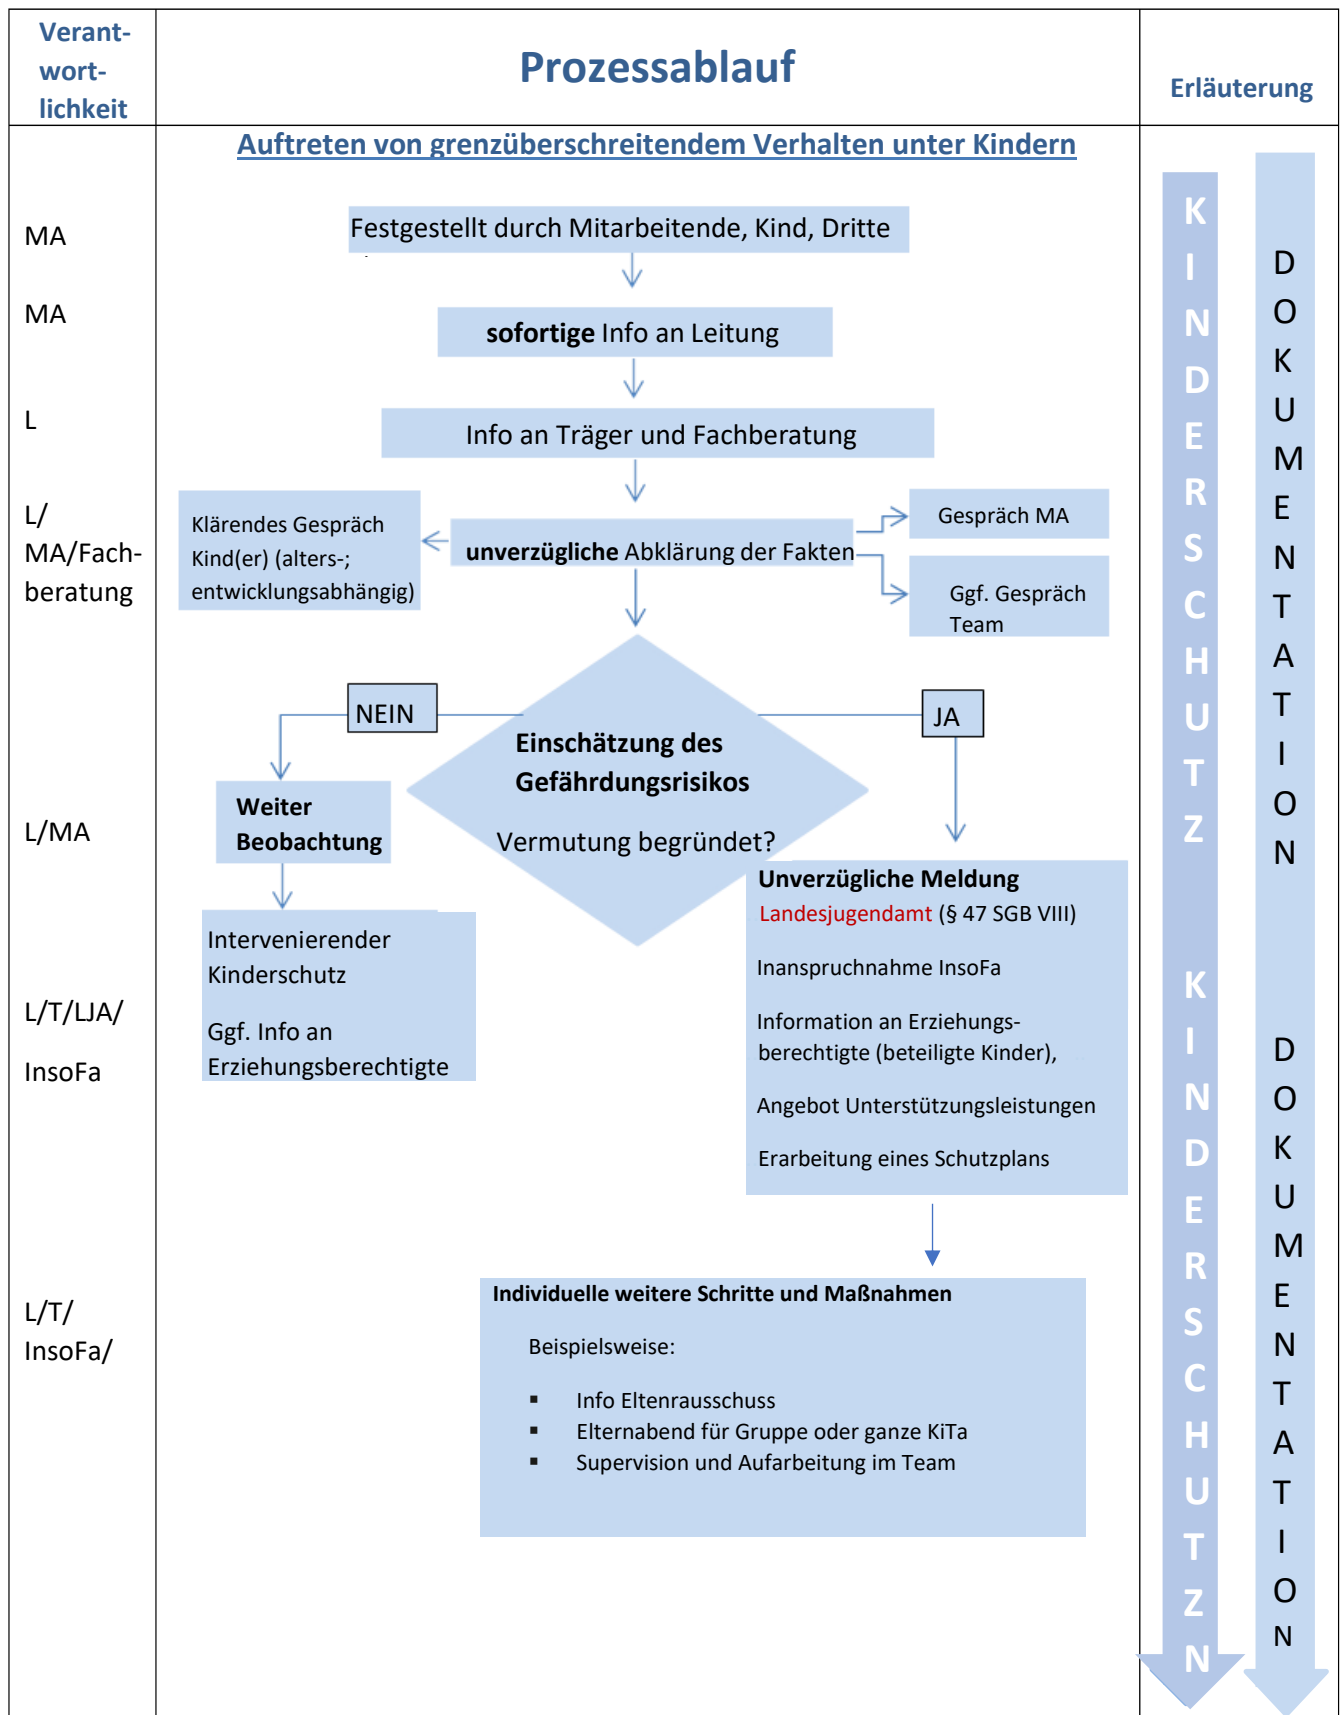 Verant-
wort-
lichkeit
Prozessablauf
Erläuterung
Auftreten von grenzüberschreitendem Verhalten unter Kindern
MA
Festgestellt durch Mitarbeitende, Kind, Dritte
MA
sofortige Info an Leitung
L
Info an Träger und Fachberatung
L/
MA/Fach-
beratung
Klärendes Gespräch
Kind(er) (alters-;
entwicklungsabhängig)
unverzügliche Abklärung der Fakten
Gespräch MA
Ggf. Gespräch
Team
NEIN
JA
Einschätzung des
Gefährdungsrisikos
Vermutung begründet?
L/MA
Weiter
Beobachtung
Intervenierender
Kinderschutz
Ggf. Info an
Erziehungsberechtigte
L/T/LJA/
InsoFa
Unverzügliche Meldung
Landesjugendamt (§ 47 SGB VIII)
Inanspruchnahme InsoFa
Information an Erziehungs-
berechtigte (beteiligte Kinder),
Angebot Unterstützungsleistungen
Erarbeitung eines Schutzplans
L/T/
InsoFa/
Individuelle weitere Schritte und Maßnahmen
Beispielsweise:
▪ Info Eltenrausschuss
▪ Elternabend für Gruppe oder ganze KiTa
▪ Supervision und Aufarbeitung im Team
KINDERSCHUTZ
KINDERSCHUTZN
DOKUMENTATION
DOKUMENTATION